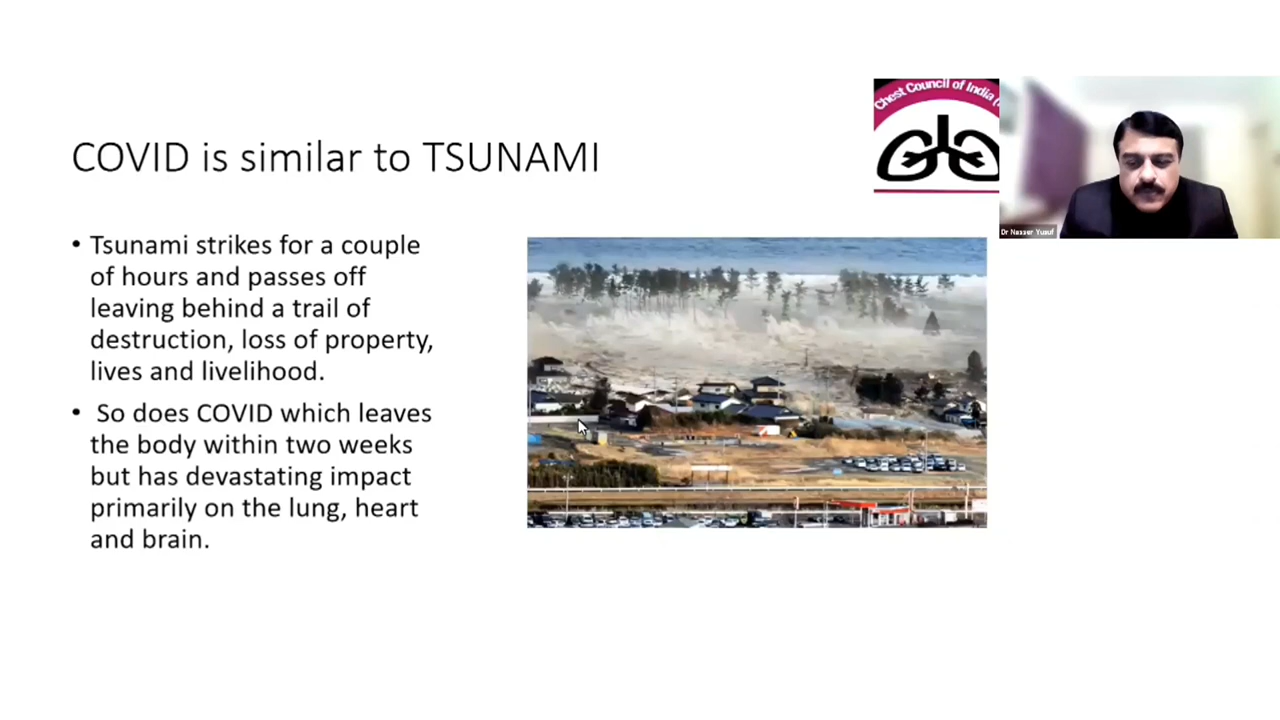 COVID is similar to TSUNAMI
Chest Council of India
Dr Nasser Yusuf
• Tsunami strikes for a couple
of hours and passes off
leaving behind a trail of
destruction, loss of property,
lives and livelihood.
• So does COVID which leaves
the body within two weeks
but has devastating impact
primarily on the lung, heart
and brain.